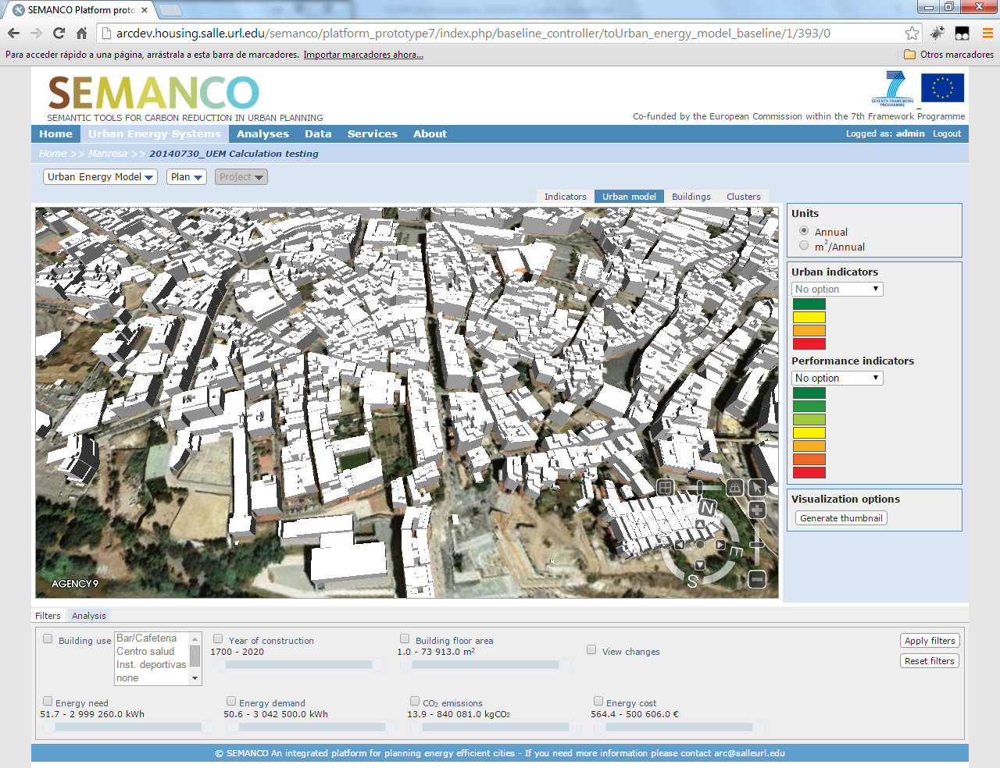 SEMANCO Platform proto
arcdev.housing.salle.url.edu/semanco/platform_prototype7/index.php/baseline_controller/toUrban_energy_model_baseline/1/393/0
Para acceder rápido a una página, arrástrala a esta barra de marcadores. Importar marcadores ahora...
Otros marcadores
SEMANCO
SEMANTIC TOOLS FOR CARBON REDUCTION IN URBAN PLANNING
SEVENTH FRAMEWORK
PROGRAMME
Co-funded by the European Commission within the 7th Framework Programme
Home Urban Energy Systems Analyses Data Services About
Logged as: admin Logout
Home >> Manresa >> 20140730_UEM Calculation testing
Urban Energy Model Plan Project
Indicators Urban model Buildings Clusters
Units
Annual
m²/Annual
Urban indicators
No option
Performance indicators
No option
Visualization options
Generate thumbnail
N
E
S
AGENCY9
Filters Analysis
Building use
Bar/Cafeteria
Centro salud
Inst. deportivas
none
Year of construction
1700 - 2020
Building floor area
1.0 - 73 913.0 m²
View changes
Apply filters
Reset filters
Energy need
51.7 - 2 999 260.0 kWh
Energy demand
50.6 - 3 042 500.0 kWh
CO₂ emissions
13.9 - 840 081.0 kgCO₂
Energy cost
564.4 - 500 606.0 €
© SEMANCO An integrated platform for planning energy efficient cities - If you need more information please contact arc@salleurl.edu